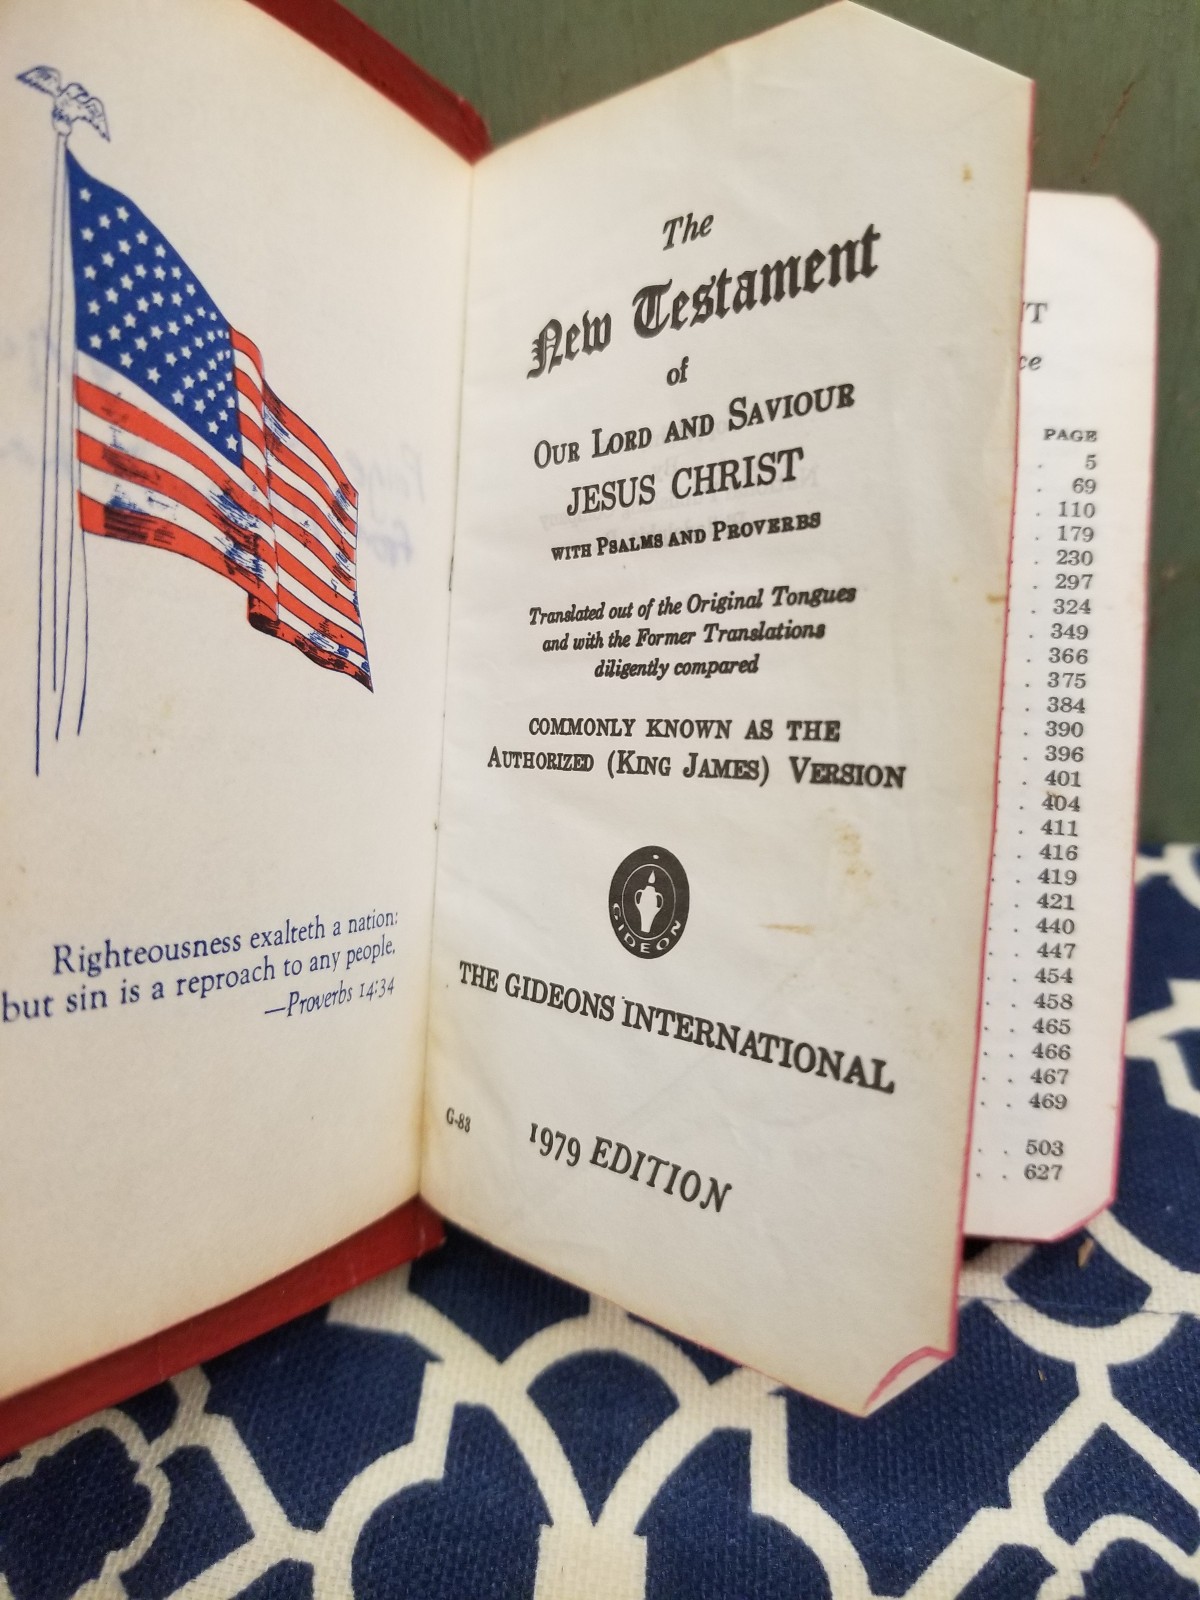 Righteousness exalteth a nation:
but sin is a reproach to any people.
—Proverbs 14:34
The
New Testament
of
OUR LORD AND SAVIOUR
JESUS CHRIST
WITH PSALMS AND PROVERBS
Translated out of the Original Tongues
and with the Former Translations
diligently compared
COMMONLY KNOWN AS THE
AUTHORIZED (KING JAMES) VERSION
GIDEON
THE GIDEONS INTERNATIONAL
G-83
1979 EDITION
PAGE
. 5
. 69
. 110
. 179
. 230
. 297
. 324
. 349
. 366
. 375
. 384
. 390
. 396
. 401
. 404
. 411
. 416
. 419
. 421
. 440
. 447
. 454
. 458
. 465
. 466
. 467
. 469
. 503
. 627